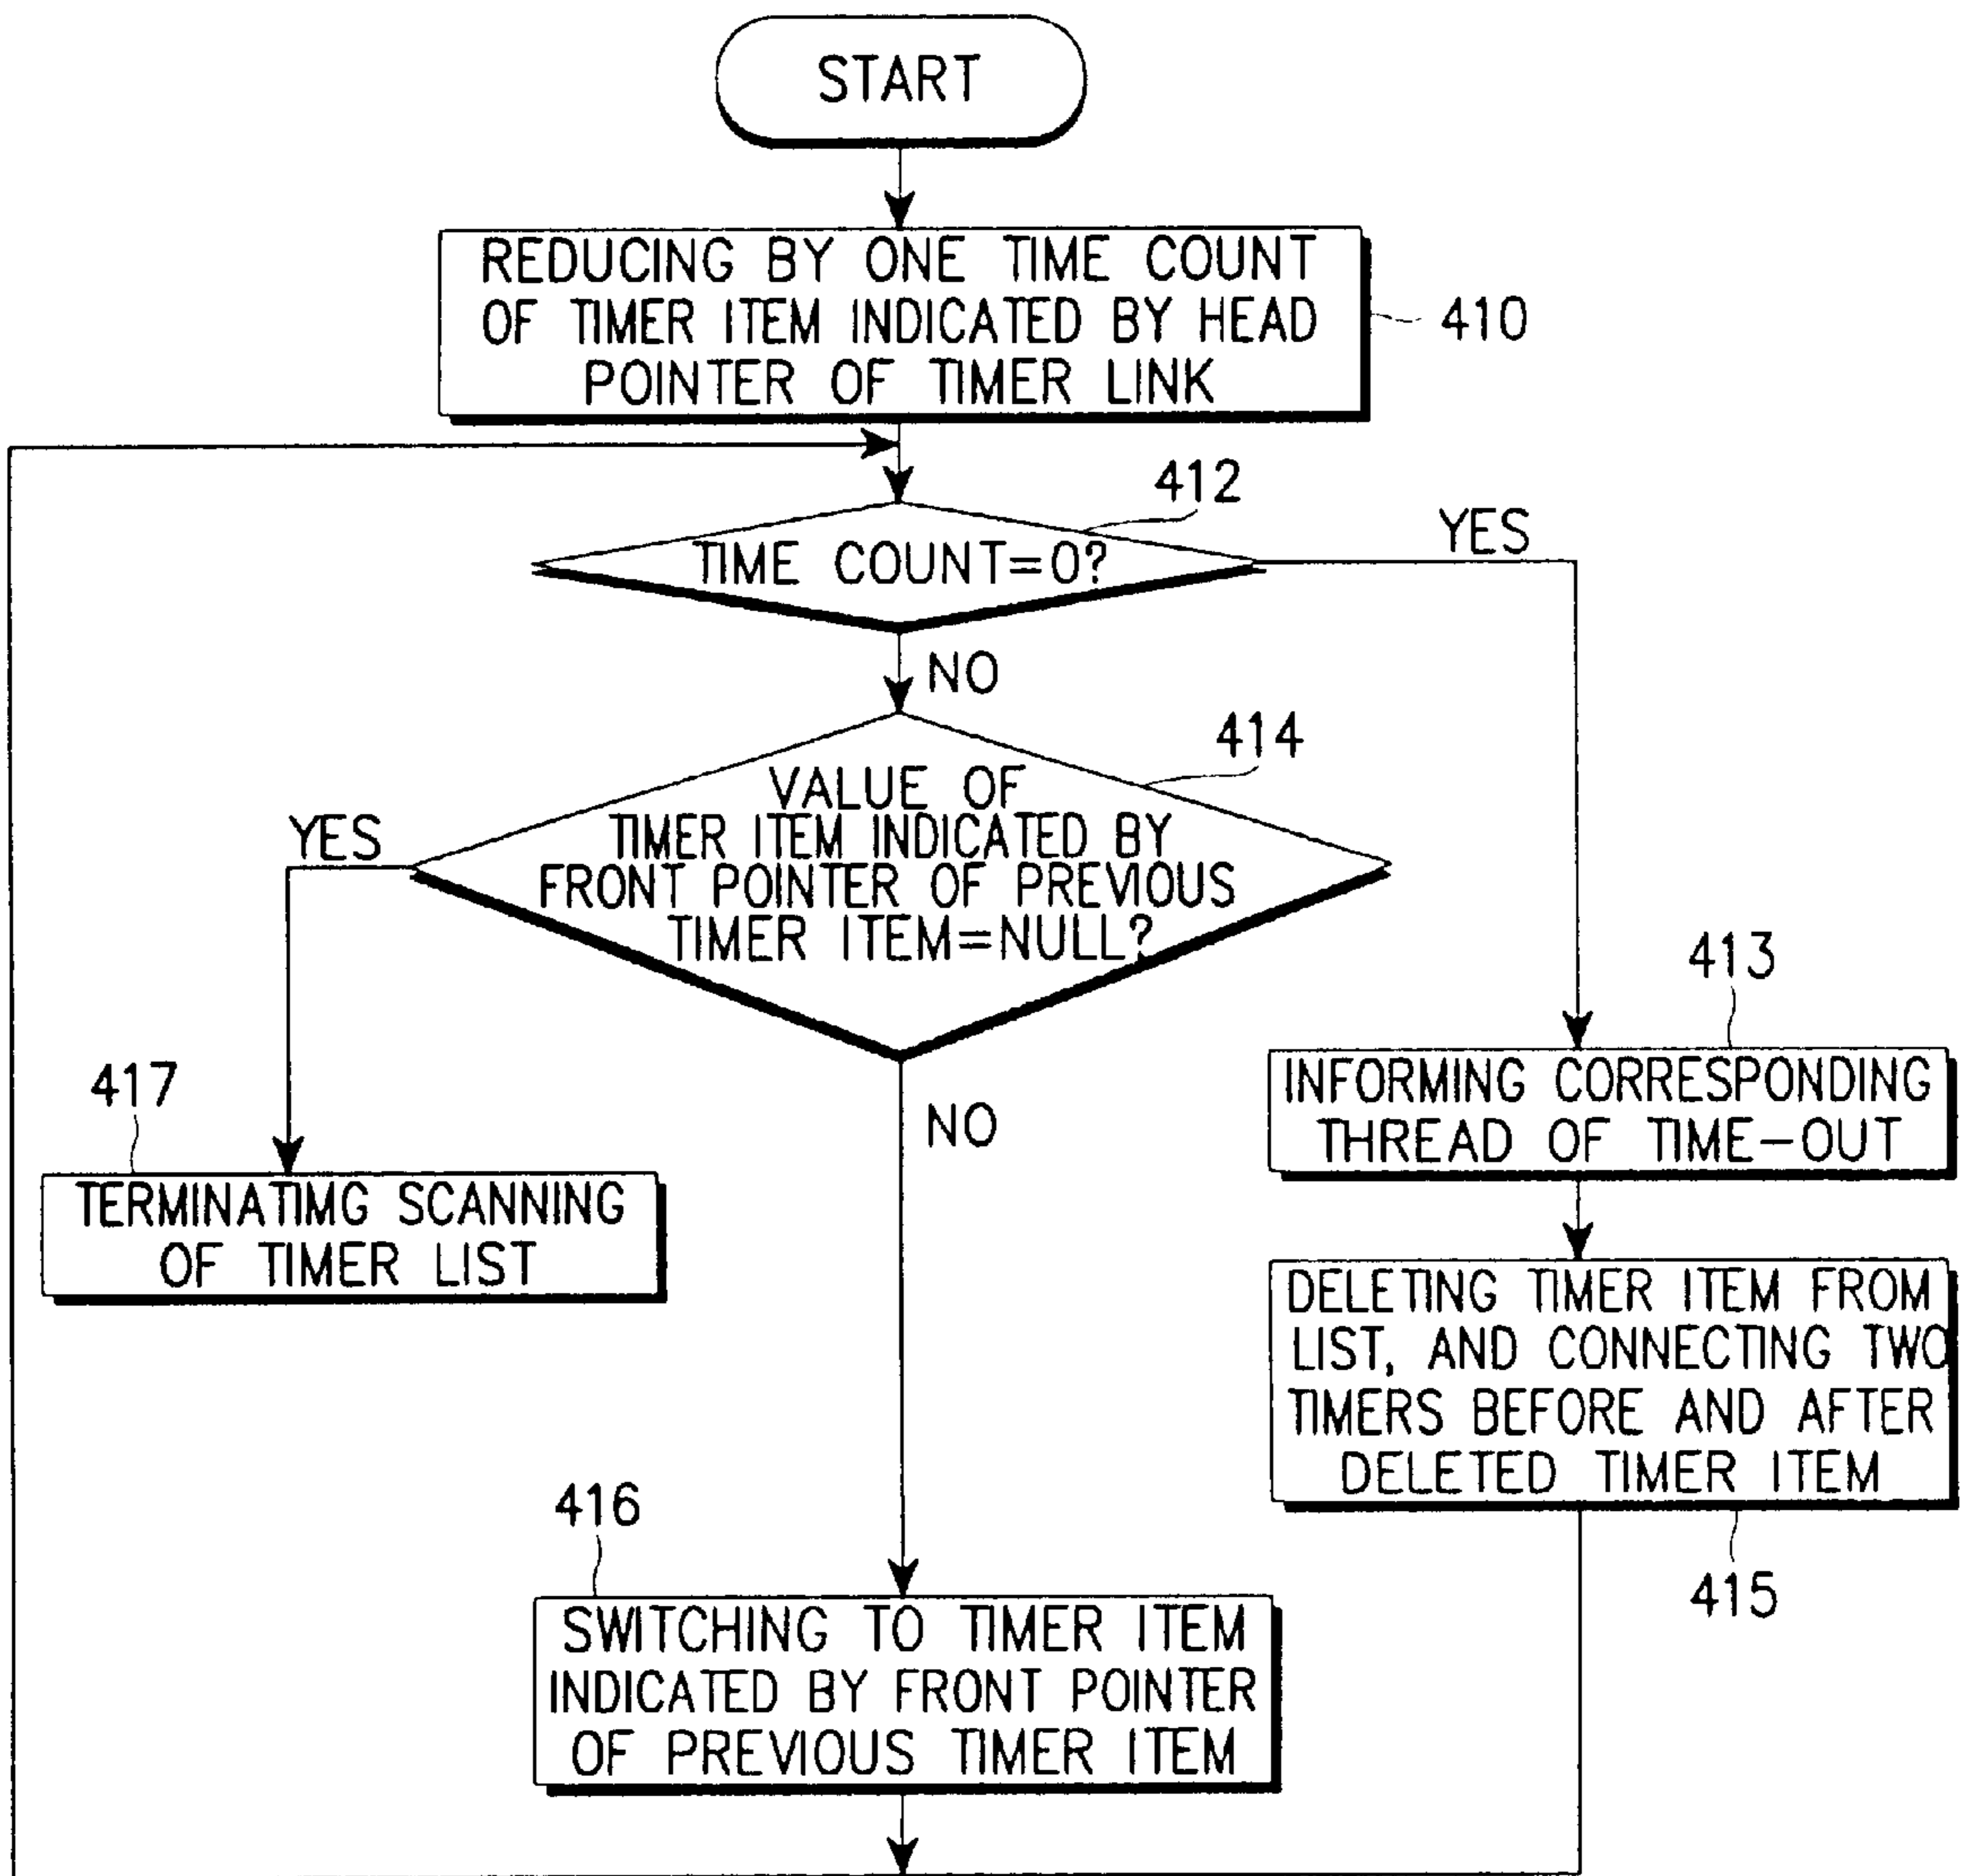 START
REDUCING BY ONE TIME COUNT
OF TIMER ITEM INDICATED BY HEAD
POINTER OF TIMER LINK
410
412
TIME COUNT=0?
YES
NO
414
VALUE OF
TIMER ITEM INDICATED BY
FRONT POINTER OF PREVIOUS
TIMER ITEM=NULL?
YES
NO
413
INFORMING CORRESPONDING
THREAD OF TIME-OUT
417
TERMINATIMG SCANNING
OF TIMER LIST
DELETING TIMER ITEM FROM
LIST, AND CONNECTING TWO
TIMERS BEFORE AND AFTER
DELETED TIMER ITEM
415
416
SWITCHING TO TIMER ITEM
INDICATED BY FRONT POINTER
OF PREVIOUS TIMER ITEM